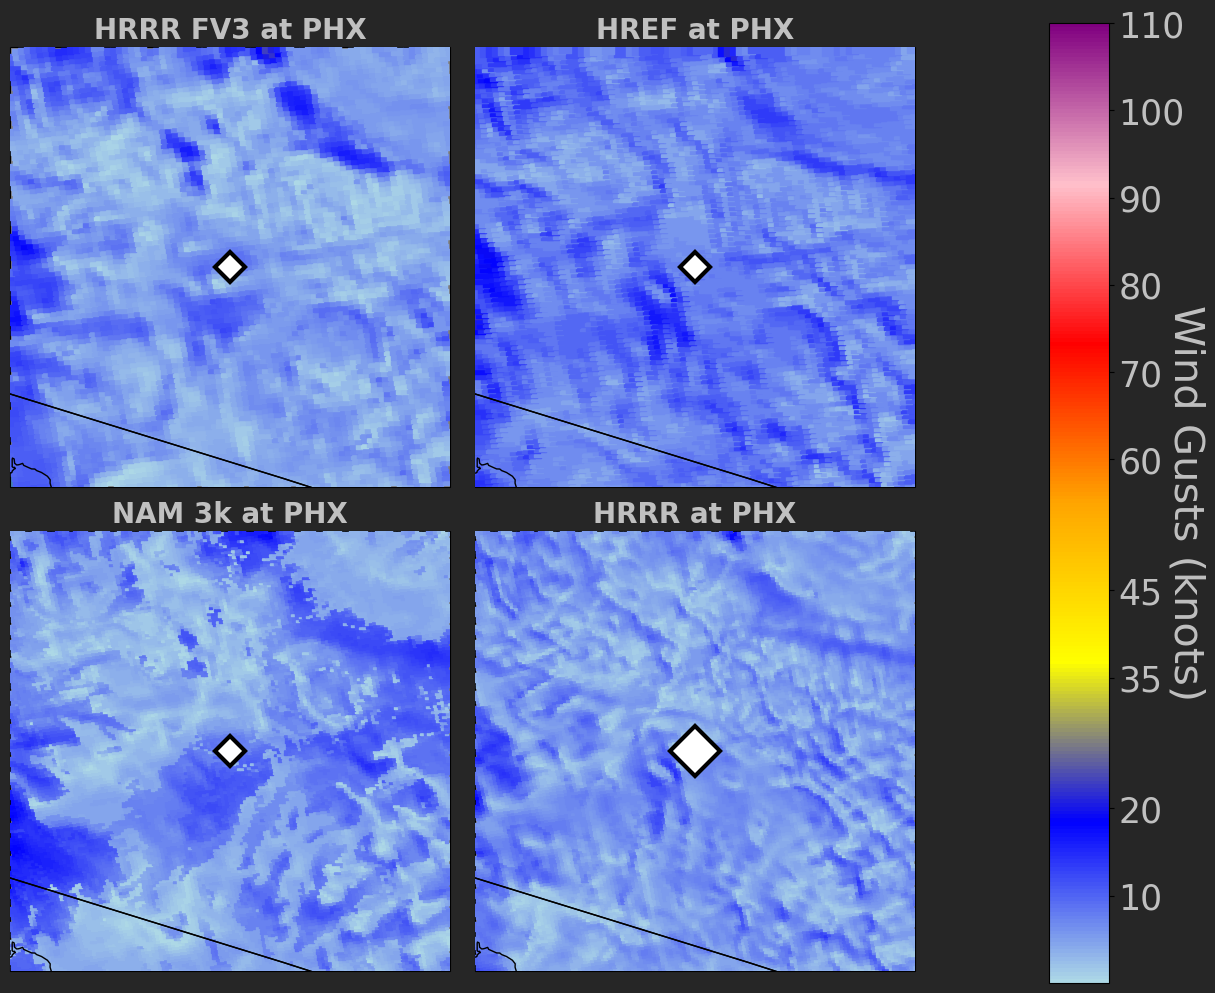 HRRR FV3 at PHX
HREF at PHX
NAM 3k at PHX
HRRR at PHX
110
100
90
80
70
60
45
35
20
10
Wind Gusts (knots)